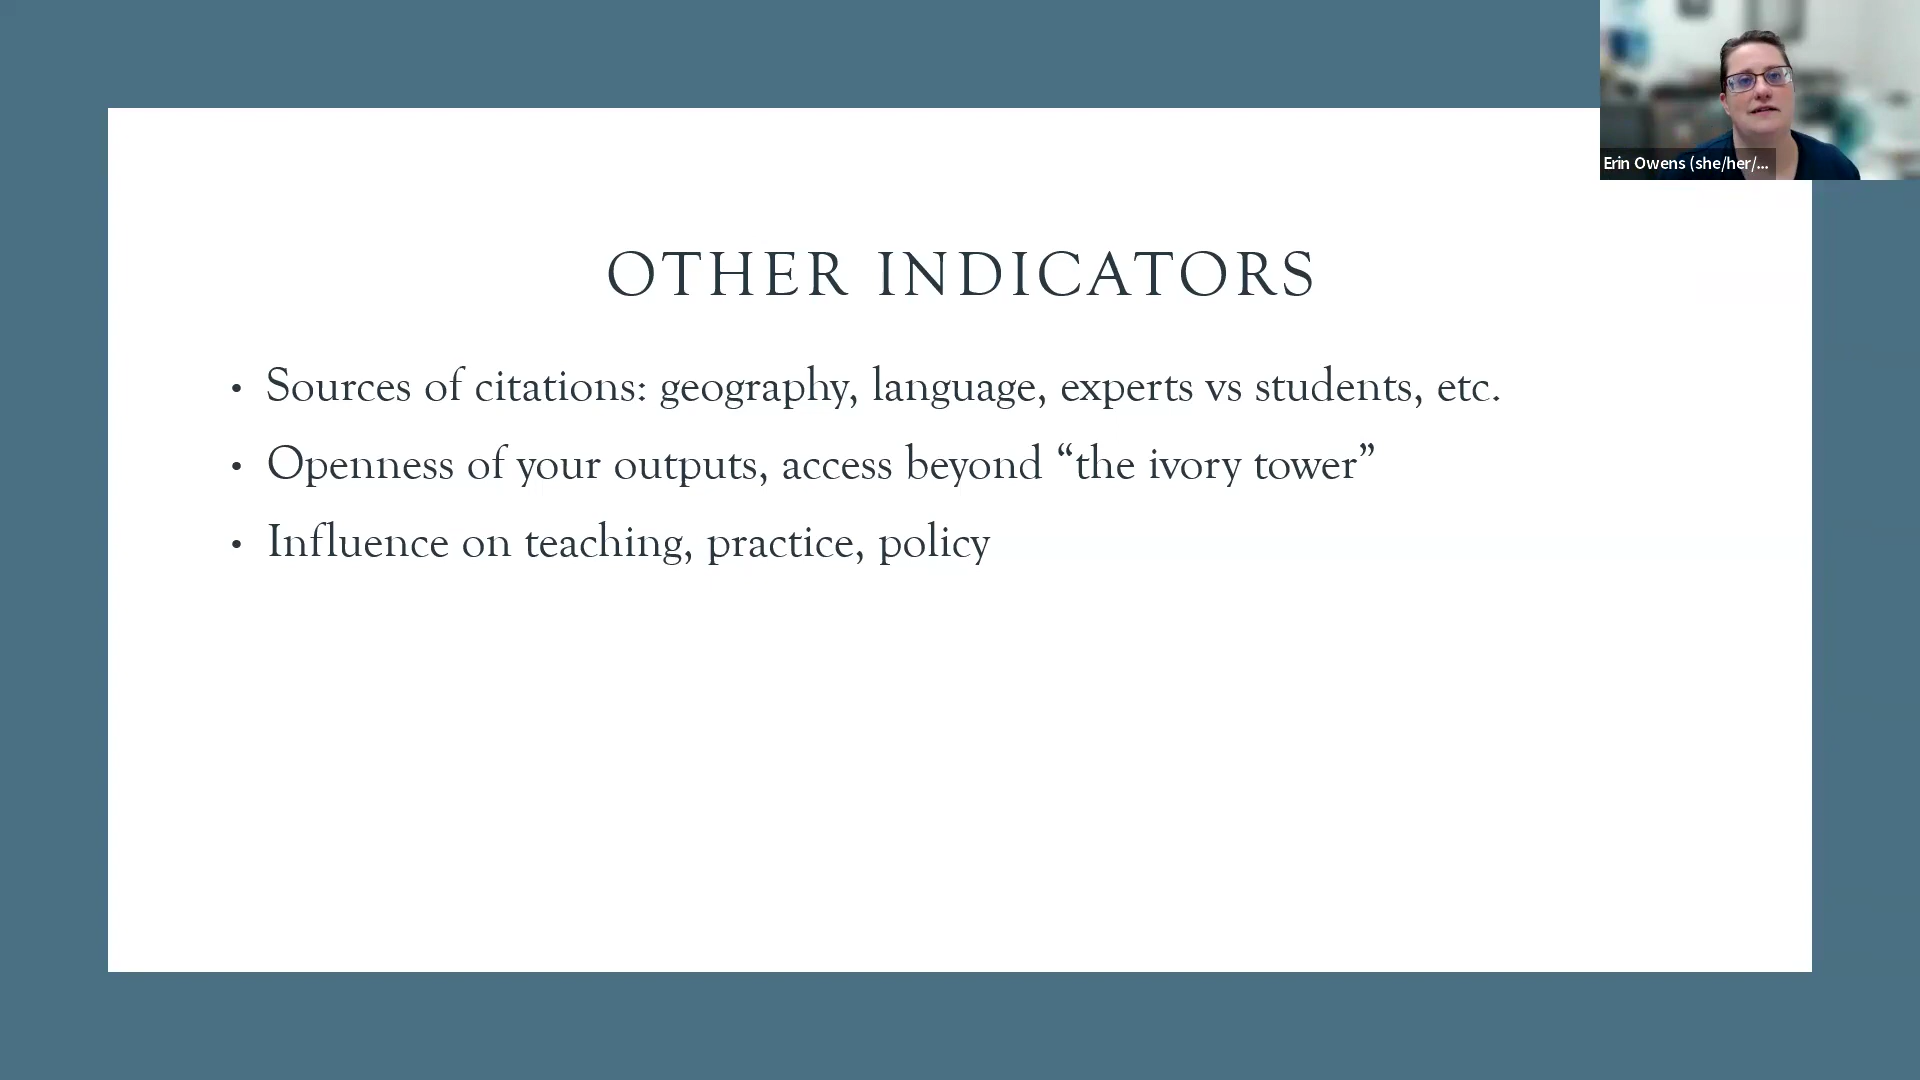 Erin Owens (she/her/...
OTHER INDICATORS
• Sources of citations: geography, language, experts vs students, etc.
• Openness of your outputs, access beyond “the ivory tower”
• Influence on teaching, practice, policy